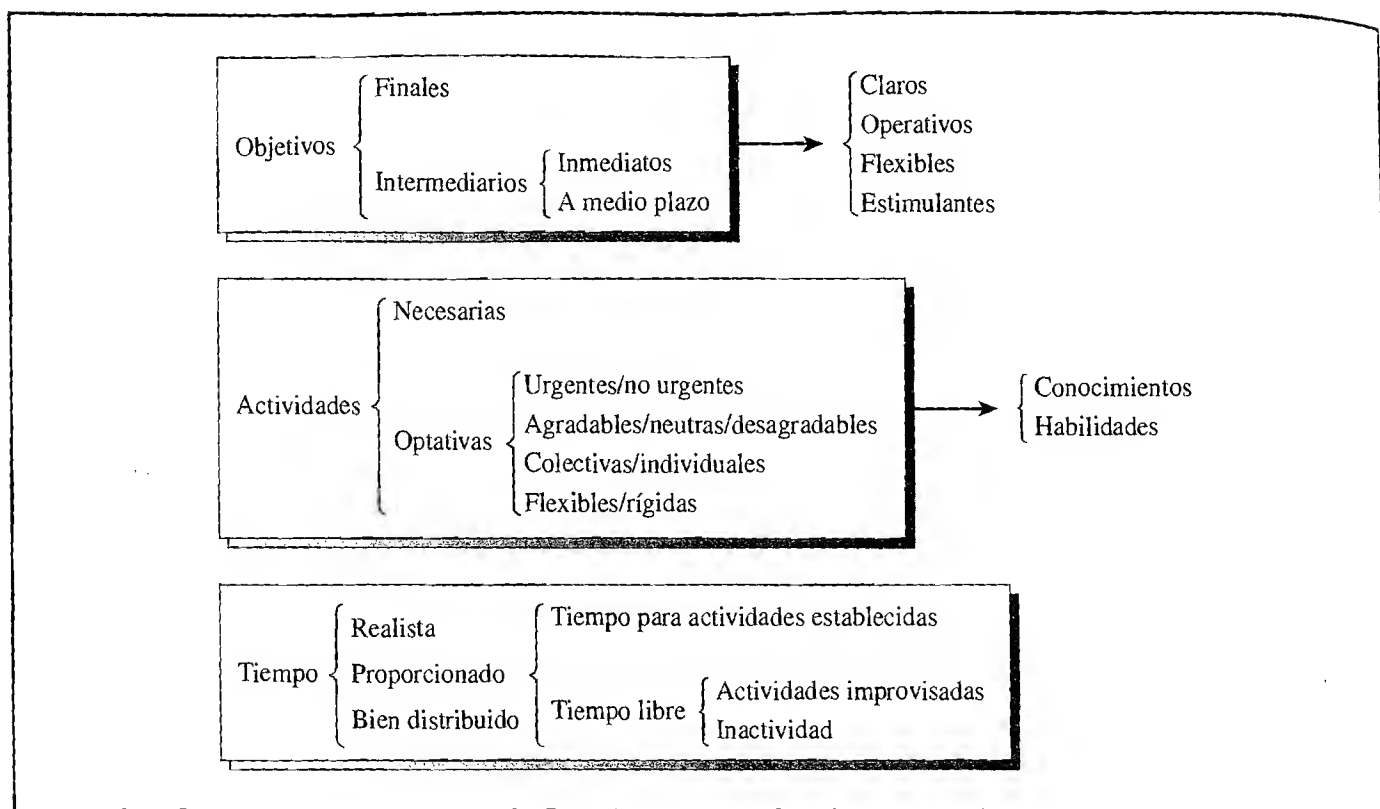 Objetivos
Finales
Intermediarios
Inmediatos
A medio plazo
Claros
Operativos
Flexibles
Estimulantes
Actividades
Necesarias
Optativas
Urgentes/no urgentes
Agradables/neutras/desagradables
Colectivas/individuales
Flexibles/rígidas
Conocimientos
Habilidades
Tiempo
Realista
Proporcionado
Bien distribuido
Tiempo para actividades establecidas
Tiempo libre
Actividades improvisadas
Inactividad